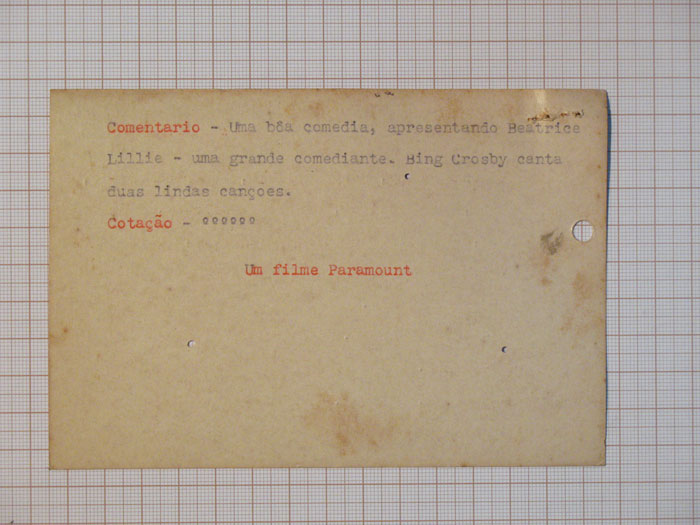 Comentario - Uma bôa comedia, apresentando Beatrice
Lillie - uma grande comediante. Bing Crosby canta
duas lindas canções.
Cotação - °°°°°°
Um filme Paramount